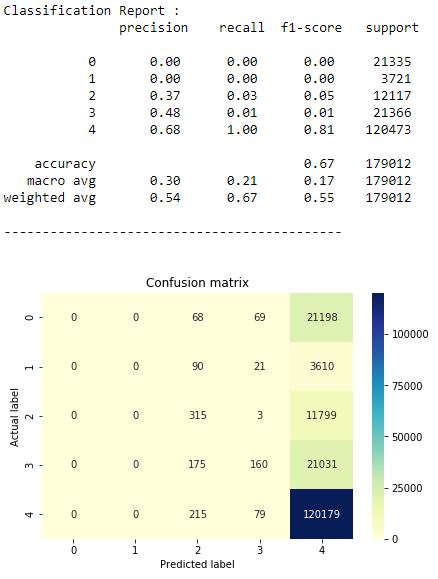 Classification Report :
precision recall f1-score support
0 0.00 0.00 0.00 21335
1 0.00 0.00 0.00 3721
2 0.37 0.03 0.05 12117
3 0.48 0.01 0.01 21366
4 0.68 1.00 0.81 120473
accuracy 0.67 179012
macro avg 0.30 0.21 0.17 179012
weighted avg 0.54 0.67 0.55 179012
--------------------------------------------
Confusion matrix
0 0 0 68 69 21198
1 0 0 90 21 3610
2 0 0 315 3 11799
3 0 0 175 160 21031
4 0 0 215 79 120179
0 1 2 3 4
Actual label
Predicted label
100000
75000
50000
25000
0